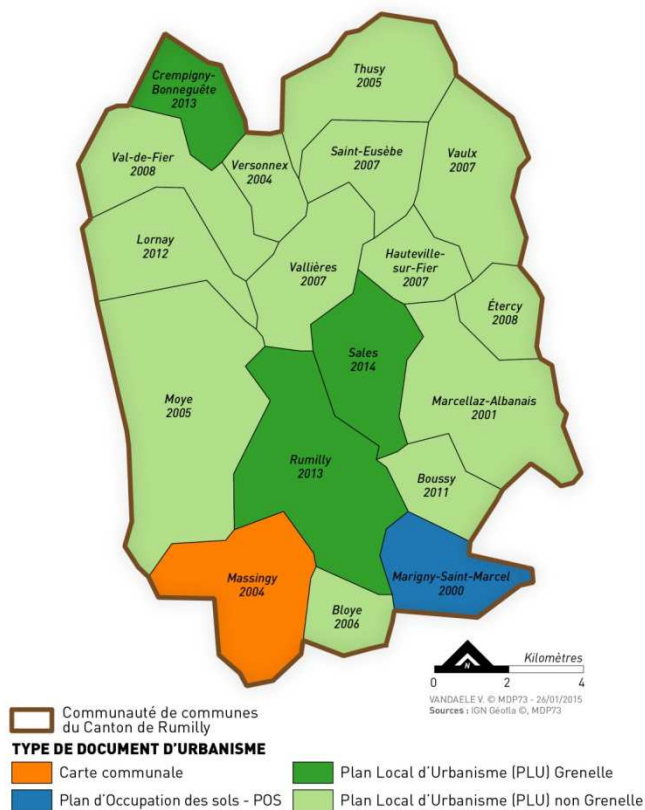 Thusy
2005
Crempigny-
Bonneguête
2013
Saint-Eusèbe
2007
Vaulx
2007
Val-de-Fier
2008
Versonnex
2004
Lornay
2012
Vallières
2007
Hauteville-
sur-Fier
2007
Étercy
2008
Sales
2014
Moye
2005
Marcellaz-Albanais
2001
Rumilly
2013
Boussy
2011
Massingy
2004
Marigny-Saint-Marcel
2000
Bloye
2006
N
Kilomètres
0 2 4
VANDAELE V. © MDP73 - 26/01/2015
Sources : IGN Géofla ©, MDP73
Communauté de communes
du Canton de Rumilly
TYPE DE DOCUMENT D'URBANISME
Carte communale
Plan Local d'Urbanisme (PLU) Grenelle
Plan d'Occupation des sols - POS
Plan Local d'Urbanisme (PLU) non Grenelle